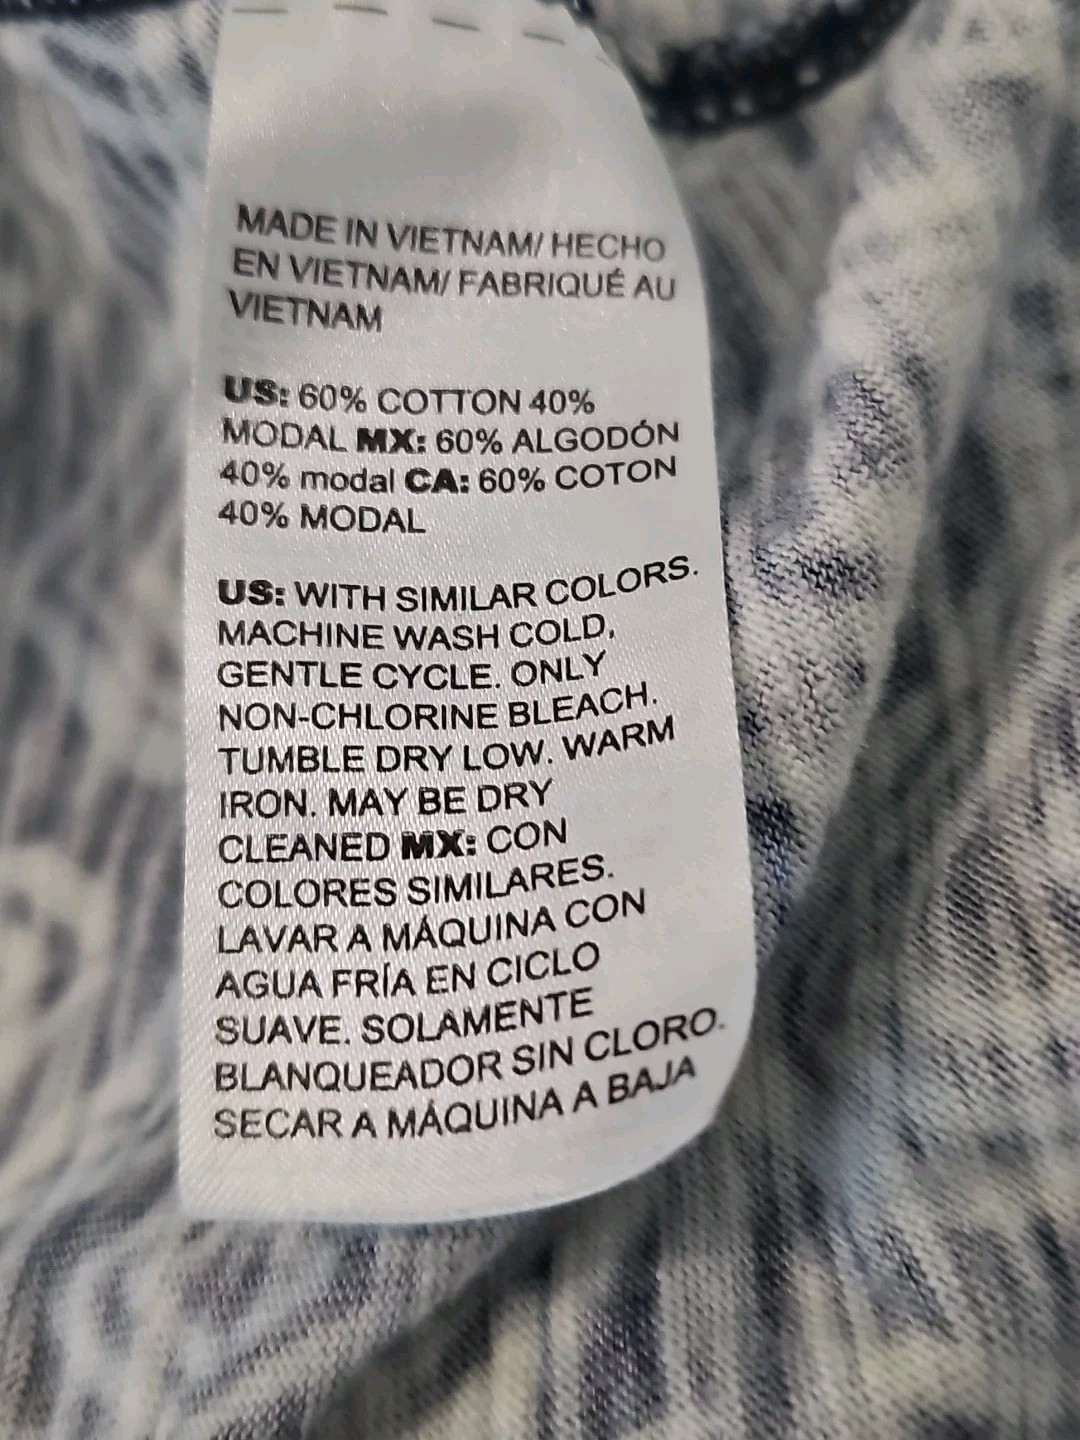 MADE IN VIETNAM/ HECHO
EN VIETNAM/ FABRIQUÉ AU
VIETNAM
US: 60% COTTON 40%
MODAL MX: 60% ALGODÓN
40% modal CA: 60% COTON
40% MODAL
US: WITH SIMILAR COLORS.
MACHINE WASH COLD,
GENTLE CYCLE. ONLY
NON-CHLORINE BLEACH.
TUMBLE DRY LOW. WARM
IRON. MAY BE DRY
CLEANED MX: CON
COLORES SIMILARES.
LAVAR A MÁQUINA CON
AGUA FRÍA EN CICLO
SUAVE. SOLAMENTE
BLANQUEADOR SIN CLORO.
SECAR A MÁQUINA A BAJA